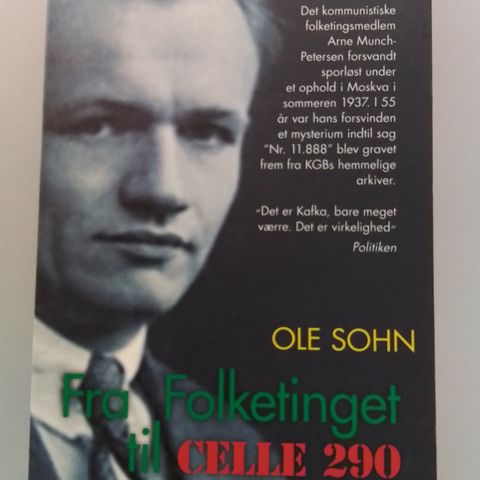 Det kommunistiske
folketingsmedlem
Arne Munch-
Petersen forsvandt
sporløst under
et ophold i Moskva i
sommeren 1937. I 55
år var hans forsvinden
et mysterium indtil sag
"Nr. 11.888" blev gravet
frem fra KGBs hemmelige
arkiver.
«Det er Kafka, bare meget
værre. Det er virkelighed»
Politiken
OLE SOHN
Fra Folketinget
til CELLE 290